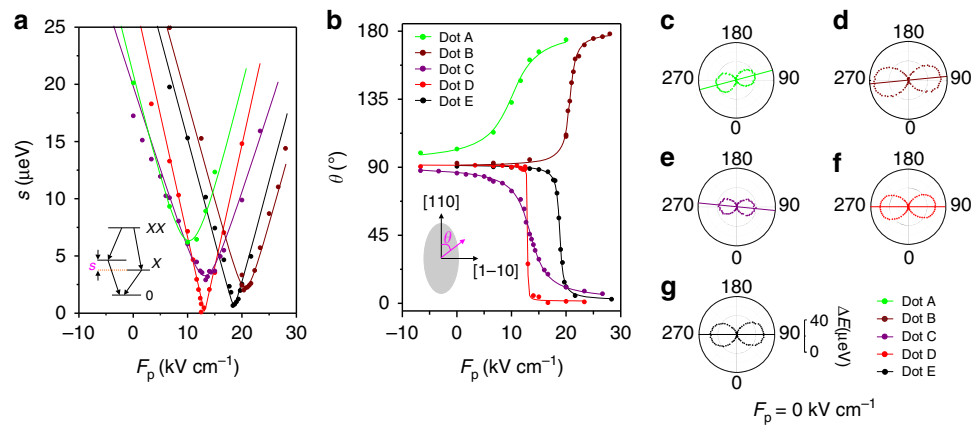 a
25
20
15
10
5
0
s (µeV)
XX
X
0
s
−10 0 10 20 30
Fp (kV cm−1)
b
180
135
90
45
0
θ (°)
Dot A
Dot B
Dot C
Dot D
Dot E
[110]
θ
[1–10]
−10 0 10 20 30
Fp (kV cm−1)
c
180
270 90
0
d
180
270 90
0
e
180
270 90
0
f
180
270 90
0
g
180
270 90
0
40
0
ΔE(µeV)
Dot A
Dot B
Dot C
Dot D
Dot E
Fp = 0 kV cm−1